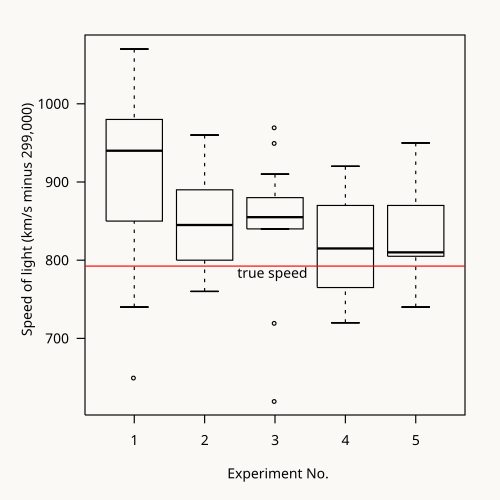 Speed of light (km/s minus 299,000)
1000
900
800
700
true speed
1 2 3 4 5
Experiment No.